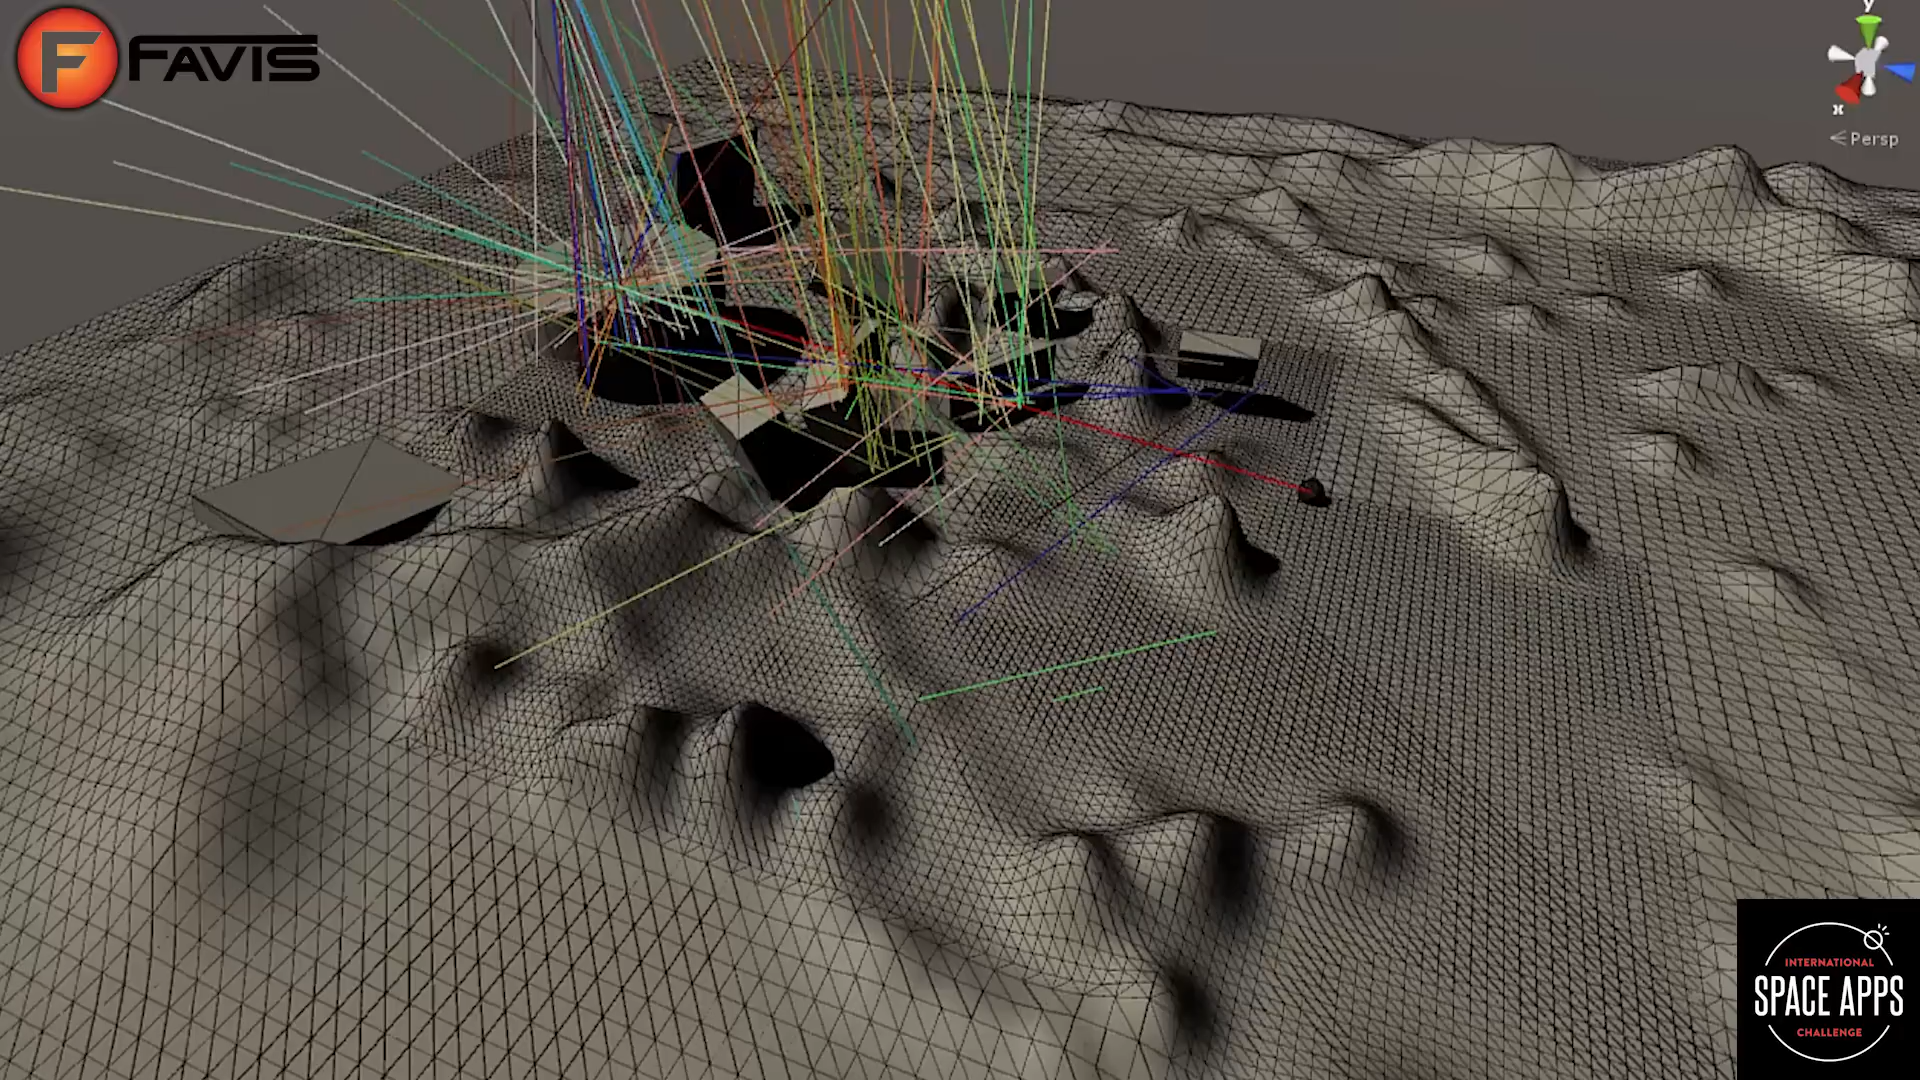 F FAVIS
y
x
< Persp
INTERNATIONAL
SPACE APPS
CHALLENGE